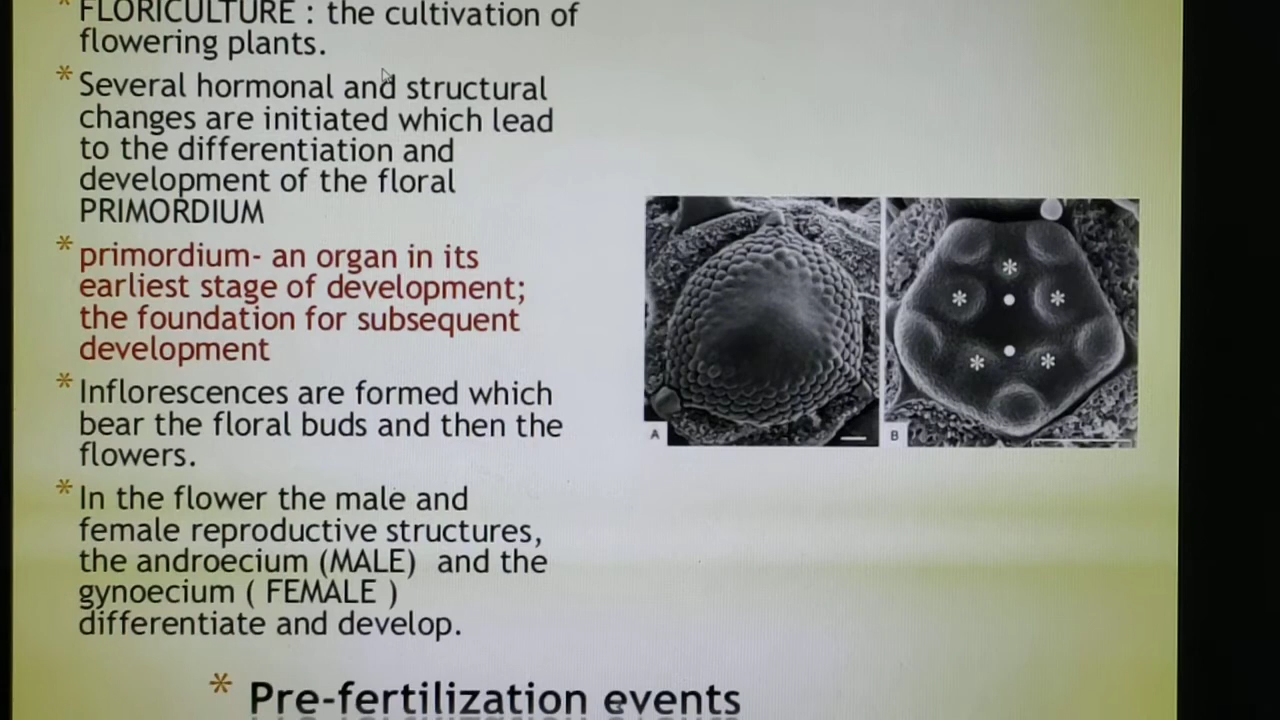 * FLORICULTURE : the cultivation of
flowering plants.
* Several hormonal and structural
changes are initiated which lead
to the differentiation and
development of the floral
PRIMORDIUM
* primordium- an organ in its
earliest stage of development;
the foundation for subsequent
development
* Inflorescences are formed which
bear the floral buds and then the
flowers.
* In the flower the male and
female reproductive structures,
the androecium (MALE)  and the
gynoecium ( FEMALE )
differentiate and develop.
A
B
* Pre-fertilization events